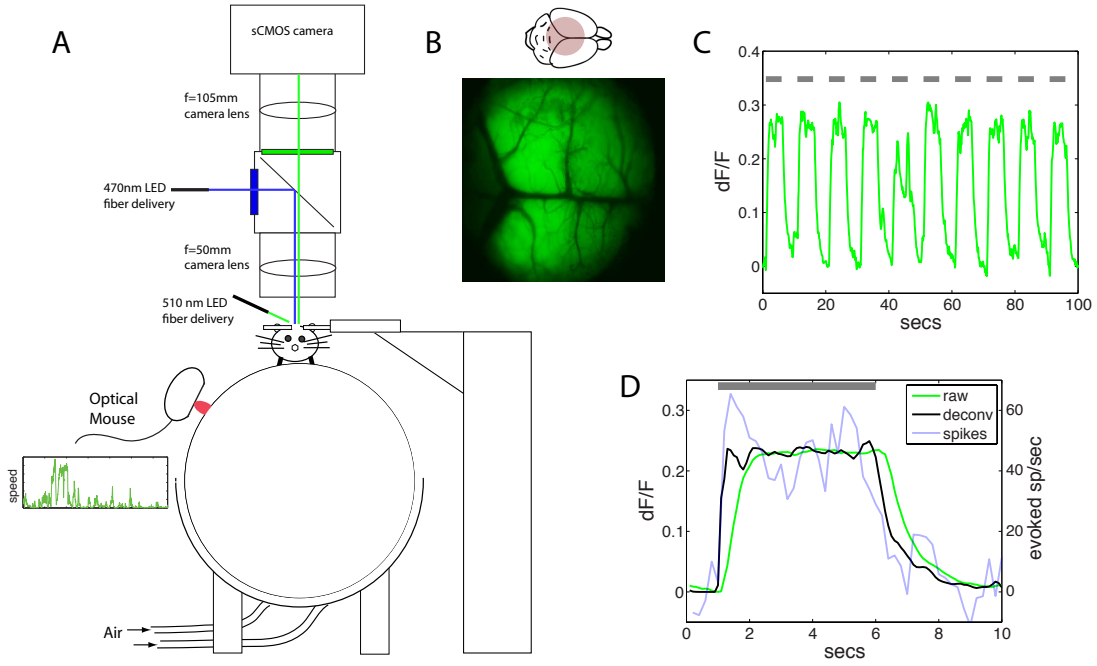 A
sCMOS camera
f=105mm
camera lens
470nm LED
fiber delivery
f=50mm
camera lens
510 nm LED
fiber delivery
Optical
Mouse
speed
Air
B
C
0.4
0.3
0.2
0.1
0
dF/F
0 20 40 60 80 100
secs
D
raw
deconv
spikes
0.3
0.2
0.1
0
dF/F
60
40
20
0
evoked sp/sec
0 2 4 6 8 10
secs